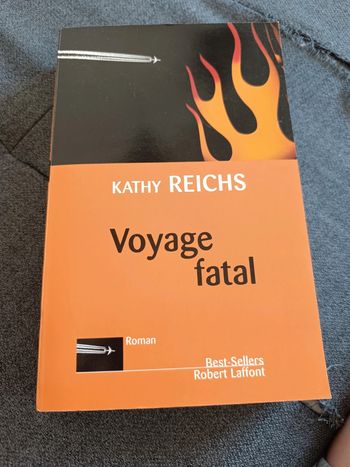 KATHY REICHS
Voyage
fatal
Roman
Best-Sellers
Robert Laffont